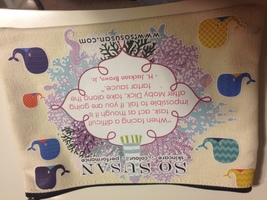 SO SUSAN
skincare colour performance
"When facing a difficult
task, act as though it is
impossible to fail. If you are going
after Moby Dick, take along the
tartar sauce."
- H. Jackson Brown, Jr.
www.sosusan.com